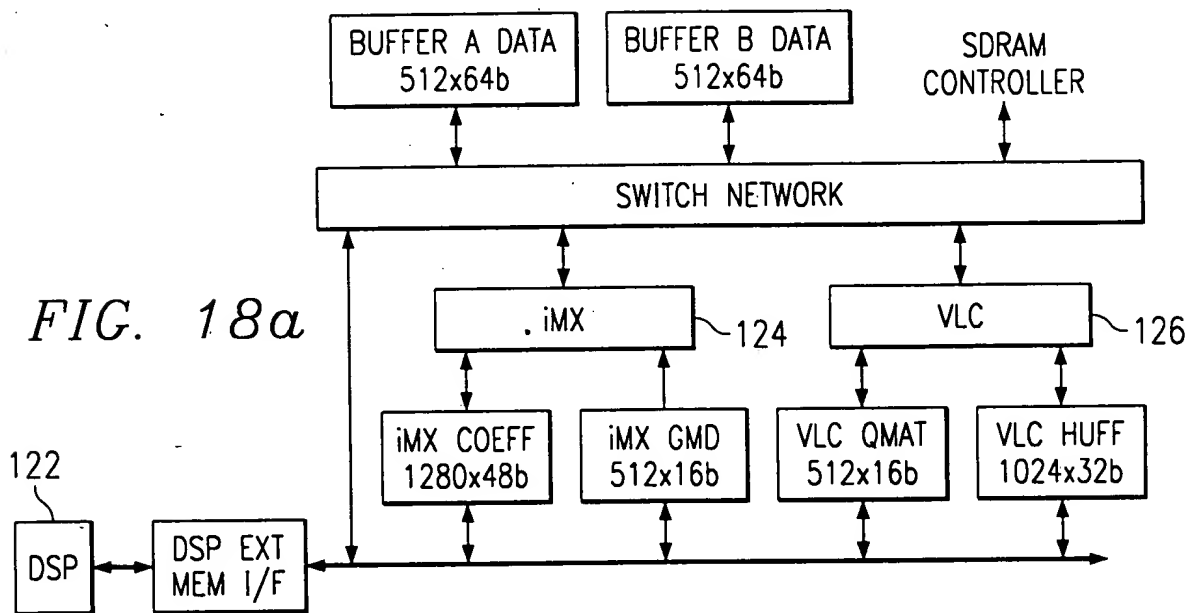 BUFFER A DATA
512x64b
BUFFER B DATA
512x64b
SDRAM
CONTROLLER
SWITCH NETWORK
FIG. 18a
iMX
124
VLC
126
iMX COEFF
1280x48b
iMX GMD
512x16b
VLC QMAT
512x16b
VLC HUFF
1024x32b
122
DSP
DSP EXT
MEM I/F